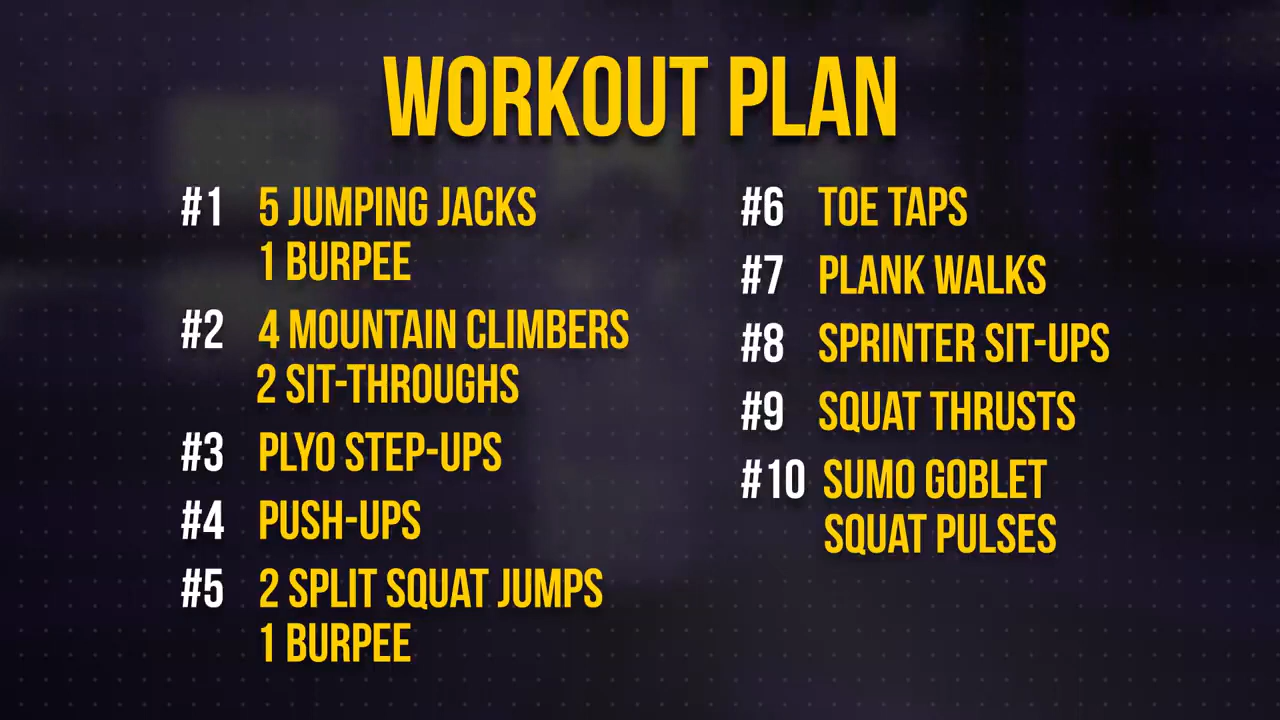 WORKOUT PLAN
#1 5 JUMPING JACKS
1 BURPEE
#2 4 MOUNTAIN CLIMBERS
2 SIT-THROUGHS
#3 PLYO STEP-UPS
#4 PUSH-UPS
#5 2 SPLIT SQUAT JUMPS
1 BURPEE
#6 TOE TAPS
#7 PLANK WALKS
#8 SPRINTER SIT-UPS
#9 SQUAT THRUSTS
#10 SUMO GOBLET
SQUAT PULSES